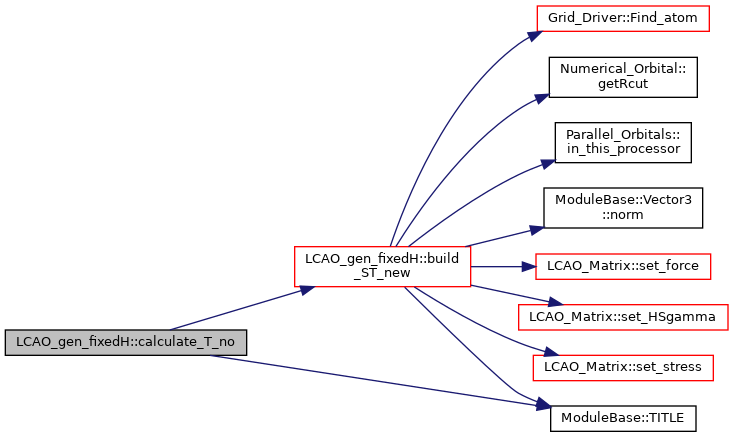 Grid_Driver::Find_atom
Numerical_Orbital::
getRcut
Parallel_Orbitals::
in_this_processor
ModuleBase::Vector3
::norm
LCAO_gen_fixedH::build
_ST_new
LCAO_Matrix::set_force
LCAO_Matrix::set_HSgamma
LCAO_gen_fixedH::calculate_T_no
LCAO_Matrix::set_stress
ModuleBase::TITLE